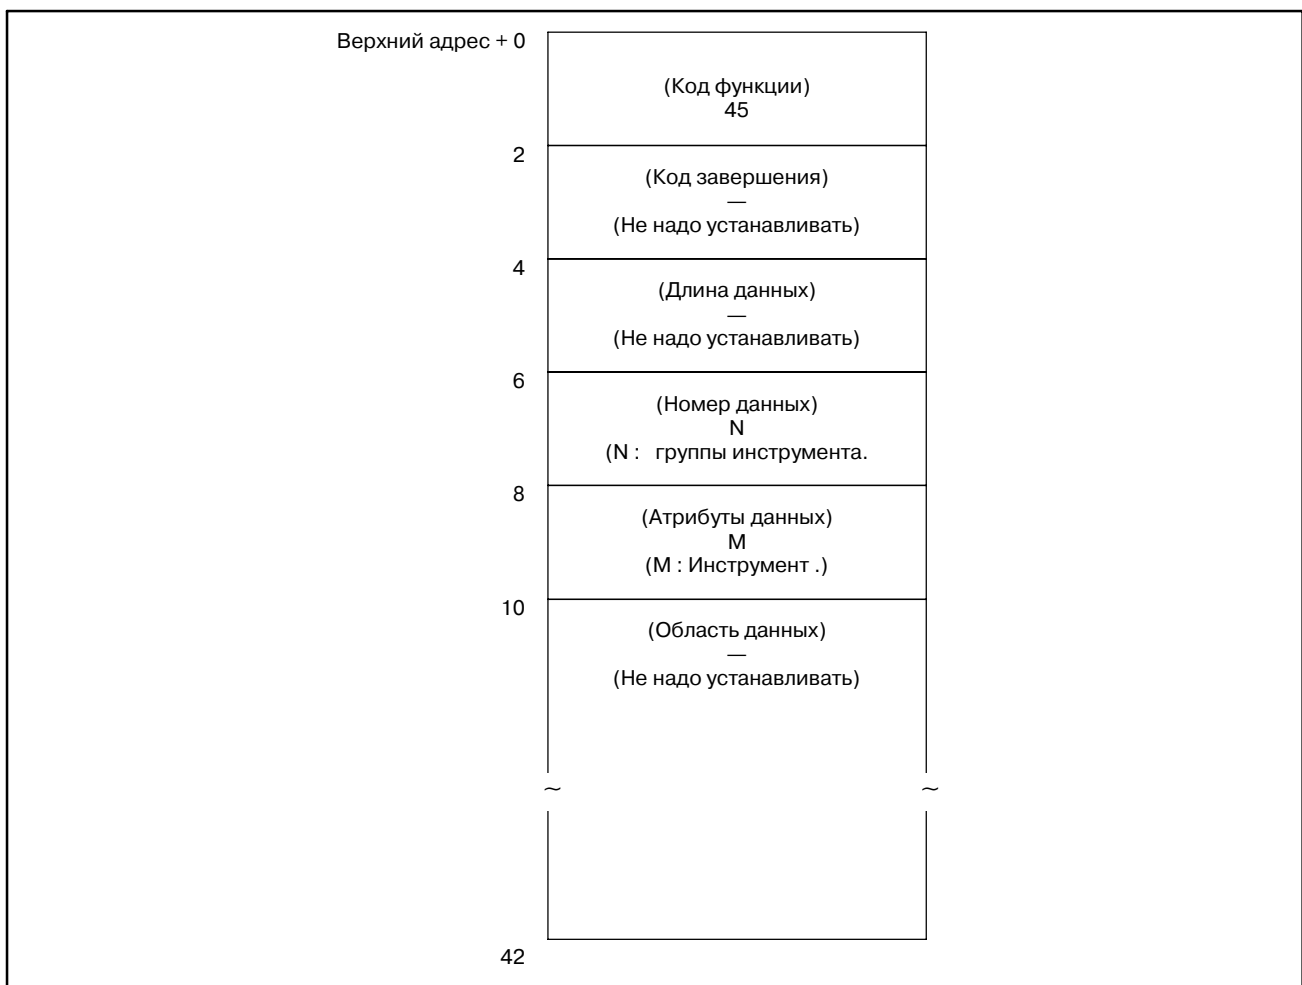 Верхний адрес + 0
(Код функции)
45
2
(Код завершения)
—
(Не надо устанавливать)
4
(Длина данных)
—
(Не надо устанавливать)
6
(Номер данных)
N
(N : группы инструмента.
8
(Атрибуты данных)
M
(M : Инструмент .)
10
(Область данных)
—
(Не надо устанавливать)
~ ~
42